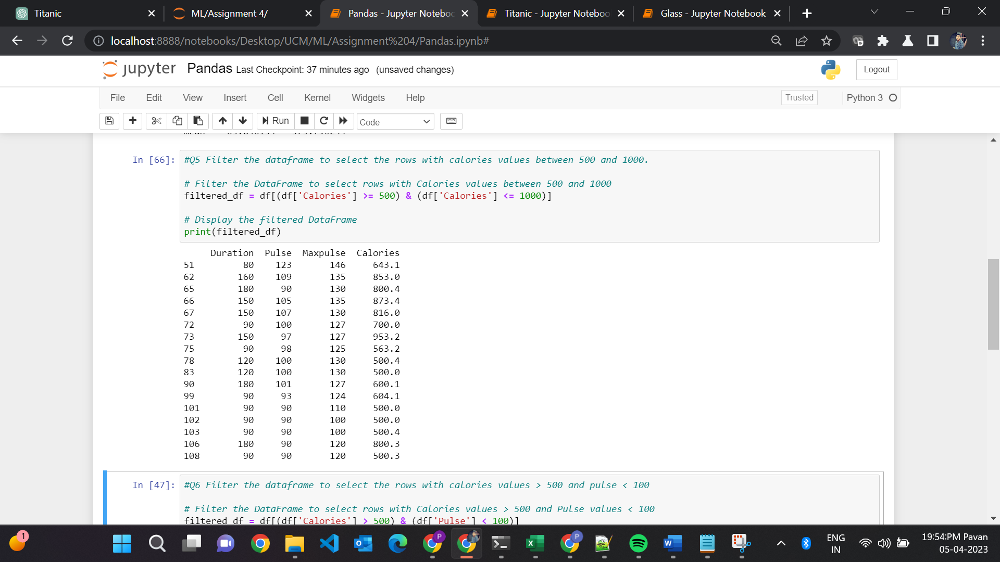 Titanic
ML/Assignment 4/
Pandas - Jupyter Noteboo
Titanic - Jupyter Noteboo
Glass - Jupyter Notebook
localhost:8888/notebooks/Desktop/UCM/ML/Assignment%204/Pandas.ipynb#
jupyter Pandas Last Checkpoint: 37 minutes ago (unsaved changes)
Logout
File Edit View Insert Cell Kernel Widgets Help
Trusted
Python 3
Run
Code
In [66]:
#Q5 Filter the dataframe to select the rows with calories values between 500 and 1000.
# Filter the DataFrame to select rows with Calories values between 500 and 1000
filtered_df = df[(df['Calories'] >= 500) & (df['Calories'] <= 1000)]
# Display the filtered DataFrame
print(filtered_df)
Duration Pulse Maxpulse Calories
51 80 123 146 643.1
62 160 109 135 853.0
65 180 90 130 800.4
66 150 105 135 873.4
67 150 107 130 816.0
72 90 100 127 700.0
73 150 97 127 953.2
75 90 98 125 563.2
78 120 100 130 500.4
83 120 100 130 500.0
90 180 101 127 600.1
99 90 93 124 604.1
101 90 90 110 500.0
102 90 90 100 500.0
103 90 90 100 500.4
106 180 90 120 800.3
108 90 90 120 500.3
In [47]:
#Q6 Filter the dataframe to select the rows with calories values > 500 and pulse < 100
# Filter the DataFrame to select rows with Calories values > 500 and Pulse values < 100
filtered_df = df[(df['Calories'] > 500) & (df['Pulse'] < 100)]
1
P
P
ENG
IN
19:54:PM Pavan
05-04-2023